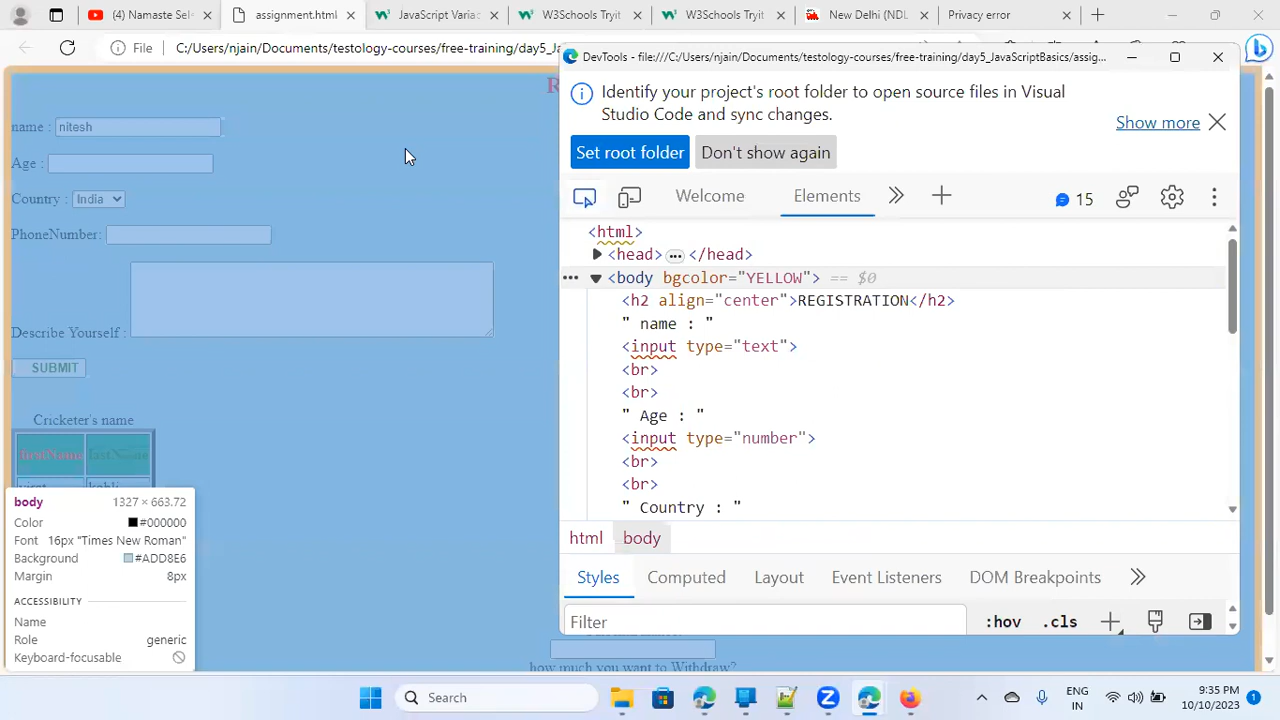 (4) Namaste Sel-
assignment.html
JavaScript Varia
W3Schools Tryit
W3Schools Tryit
New Delhi (NDL
Privacy error
File
C:/Users/njain/Documents/testology-courses/free-training/day5_Ja
DevTools - file:///C:/Users/njain/Documents/testology-courses/free-training/day5_JavaScriptBasics/assig...
Identify your project's root folder to open source files in Visual
Studio Code and sync changes.
Show more
Set root folder
Don't show again
Welcome
Elements
15
R
name :
nitesh
Age :
Country :
India
PhoneNumber:
Describe Yourself :
SUBMIT
Cricketer's name
firstName
lastName
virat
kohli
body
1327 × 663.72
Color
#000000
Font
16px "Times New Roman"
Background
#ADD8E6
Margin
8px
ACCESSIBILITY
Name
Role
generic
Keyboard-focusable
<html>
<head> ... </head>
<body bgcolor="YELLOW"> == $0
<h2 align="center">REGISTRATION</h2>
" name : "
<input type="text">
<br>
<br>
" Age : "
<input type="number">
<br>
<br>
" Country : "
html
body
Styles
Computed
Layout
Event Listeners
DOM Breakpoints
Filter
:hov
.cls
how much you want to Withdraw?
Search
ENG
IN
9:35 PM
10/10/2023
1